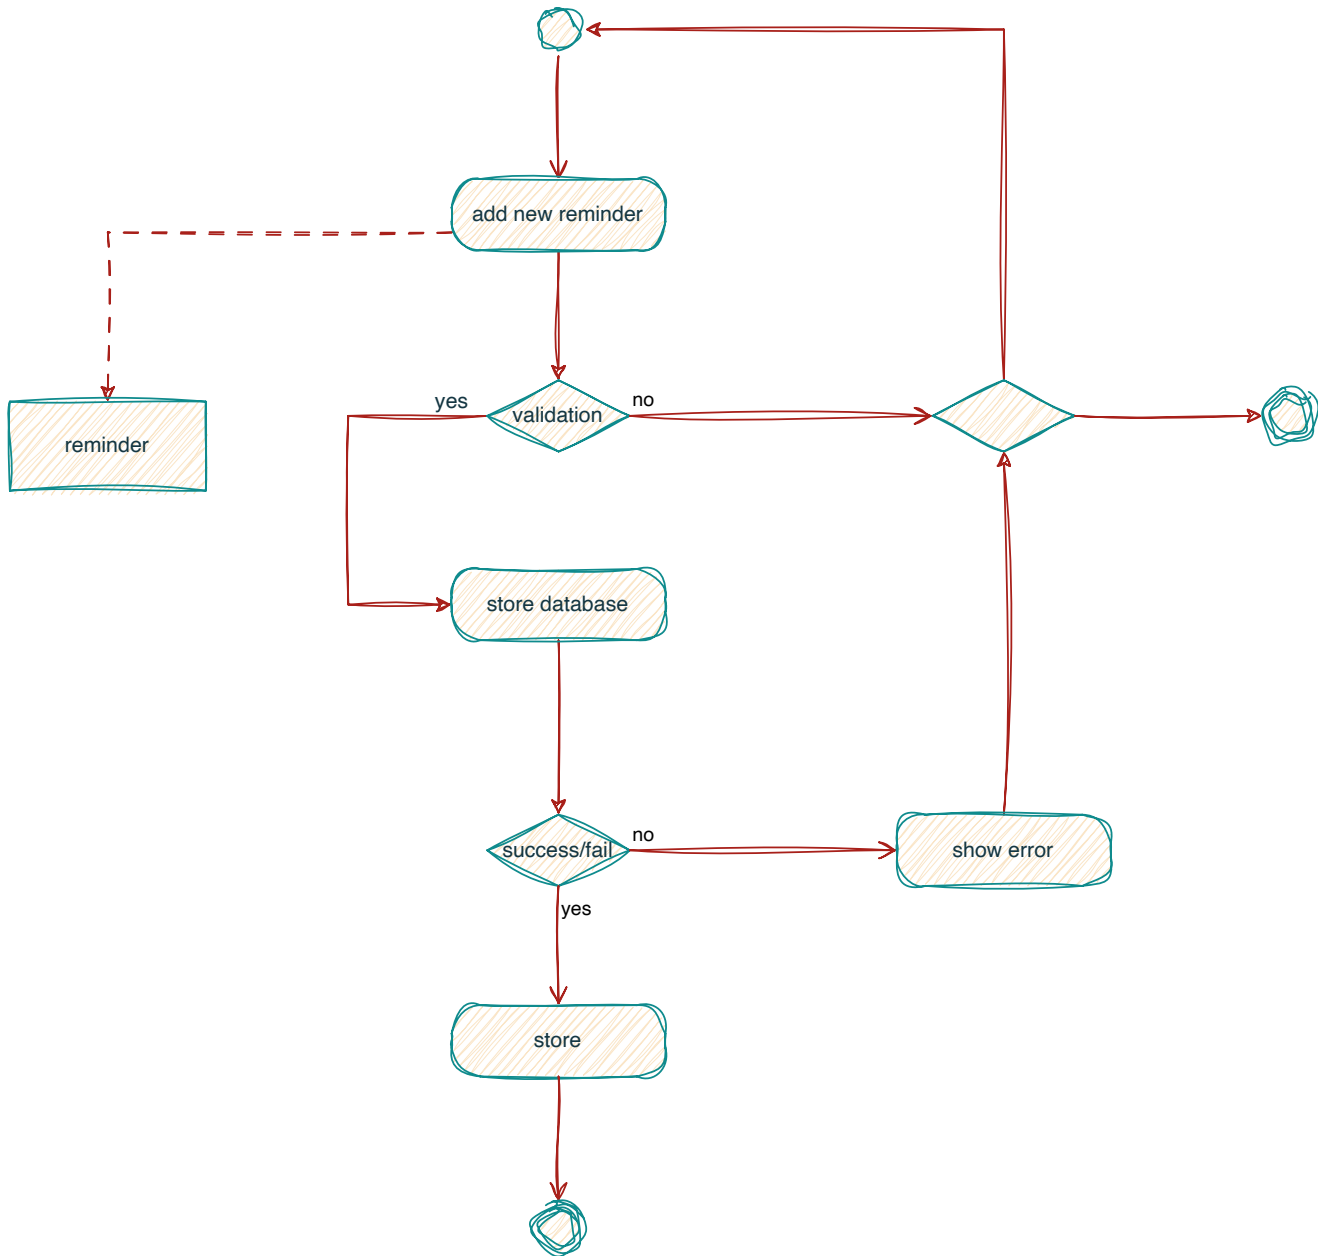 add new reminder
yes
validation
no
reminder
store database
success/fail
no
show error
yes
store